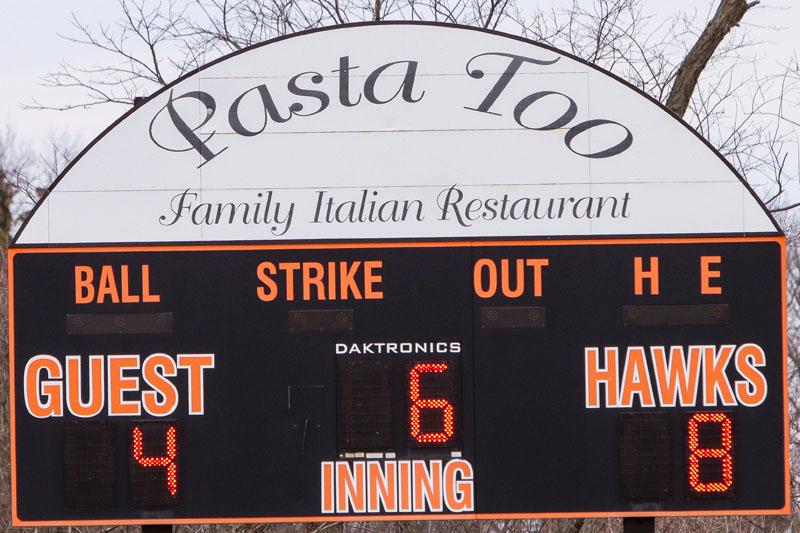 Pasta Too
Family Italian Restaurant
BALL STRIKE OUT H E
DAKTRONICS
GUEST 6 HAWKS
4 INNING 8